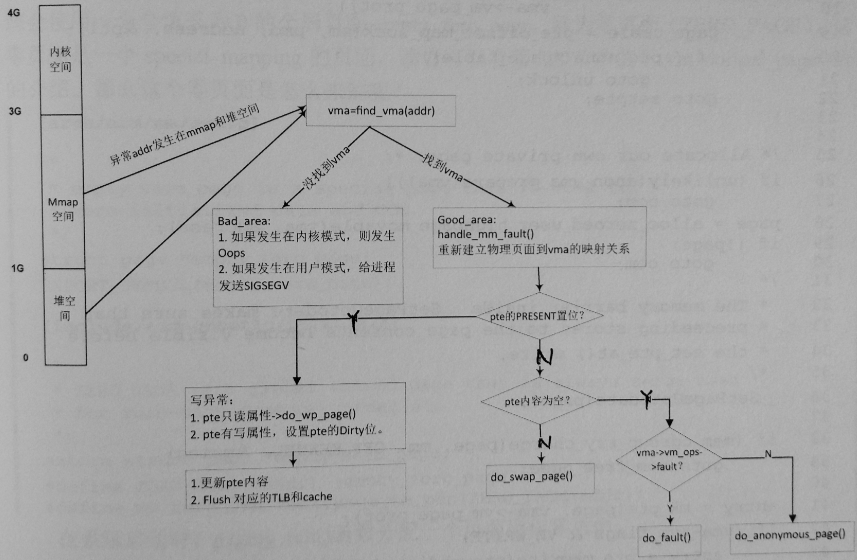 4G
内核
空间
3G
Mmap
空间
1G
堆空
间
0
异常addr发生在mmap和堆空间
vma=find_vma(addr)
没找到vma
找到vma
Bad_area:
1. 如果发生在内核模式，则发生
Oops
2. 如果发生在用户模式，给进程
发送SIGSEGV
Good_area:
handle_mm_fault()
重新建立物理页面到vma的映射关系
pte的PRESENT置位?
Y
N
写异常:
1. pte只读属性->do_wp_page()
2. pte有写属性，设置pte的Dirty位。
1.更新pte内容
2. Flush 对应的TLB和cache
pte内容为空?
Y
N
do_swap_page()
vma->vm_ops-
>fault?
N
Y
do_fault()
do_anonymous_page()